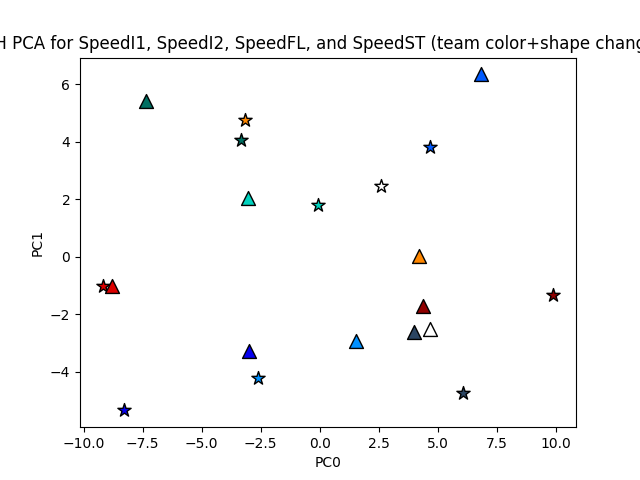 PCA for SpeedI1, SpeedI2, SpeedFL, and SpeedST (team color+shape
6
4
2
0
−2
−4
PC1
−10.0 −7.5 −5.0 −2.5 0.0 2.5 5.0 7.5 10.0
PC0